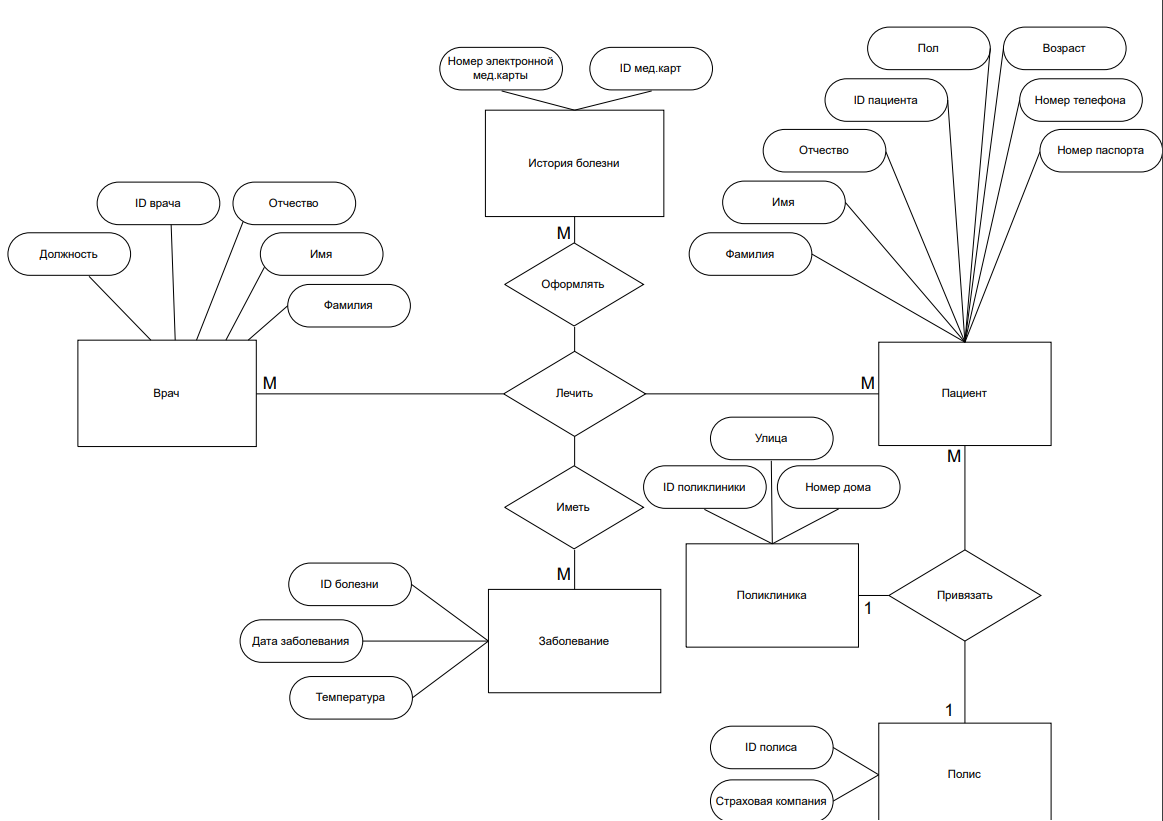 Пол
Возраст
Номер электронной
мед.карты
ID мед.карт
ID пациента
Номер телефона
Отчество
Номер паспорта
История болезни
ID врача
Отчество
Имя
М
Должность
Имя
Фамилия
Оформлять
Фамилия
Врач
М
Лечить
М
Пациент
Улица
М
ID поликлиники
Номер дома
Иметь
М
ID болезни
Поликлиника
1
Привязать
Дата заболевания
Заболевание
Температура
1
ID полиса
Полис
Страховая компания